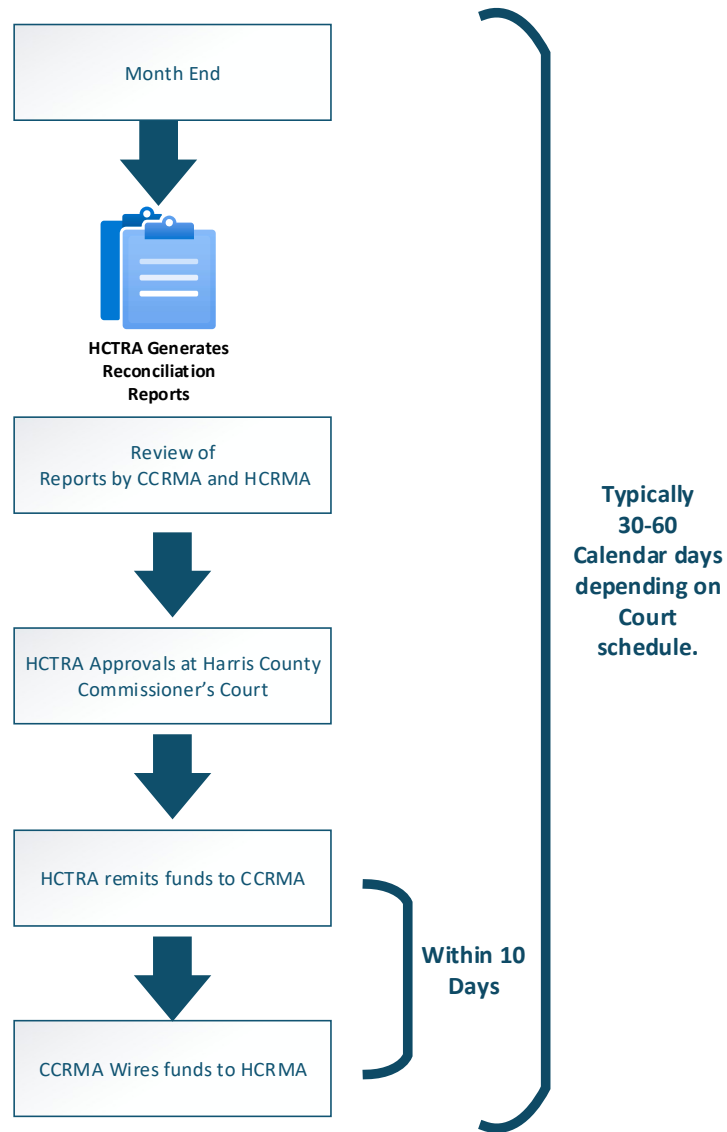 Month End
HCTRA Generates
Reconciliation
Reports
Review of
Reports by CCRMA and HCRMA
Typically
30-60
Calendar days
depending on
Court
schedule.
HCTRA Approvals at Harris County
Commissioner’s Court
HCTRA remits funds to CCRMA
Within 10
Days
CCRMA Wires funds to HCRMA